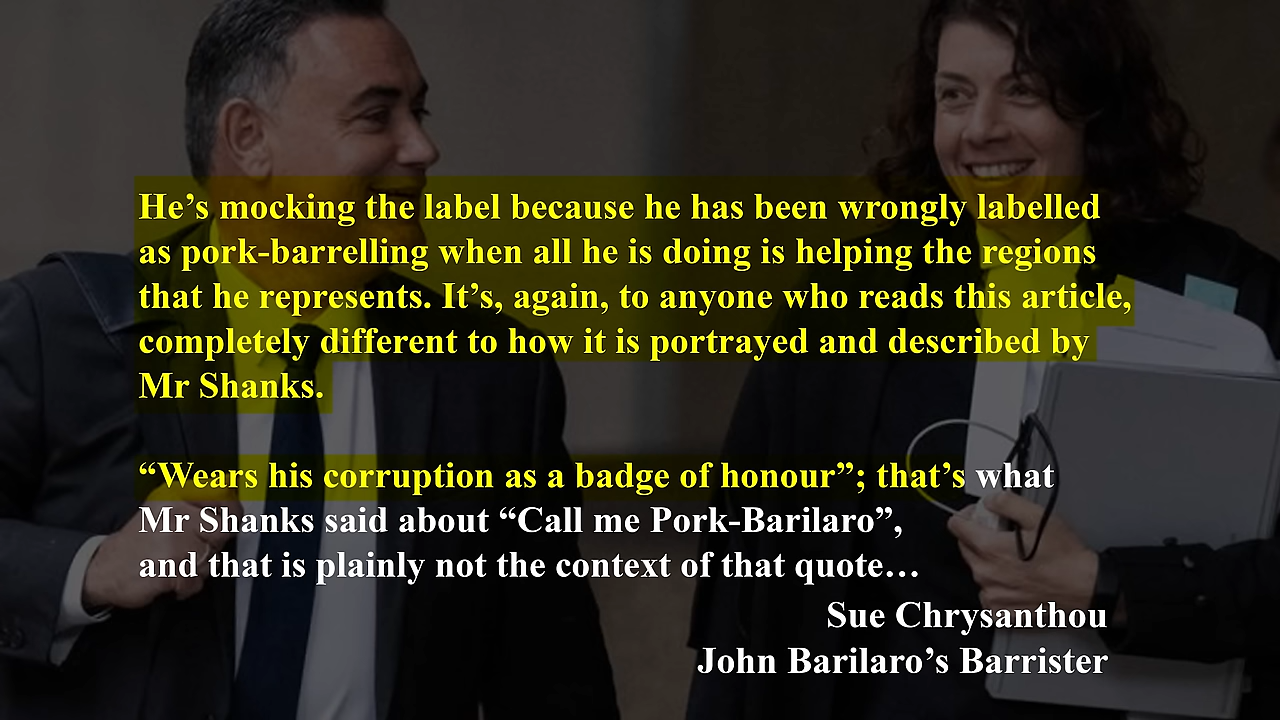 He’s mocking the label because he has been wrongly labelled
as pork-barrelling when all he is doing is helping the regions
that he represents. It’s, again, to anyone who reads this article,
completely different to how it is portrayed and described by
Mr Shanks.
“Wears his corruption as a badge of honour”; that’s what
Mr Shanks said about “Call me Pork-Barilaro”,
and that is plainly not the context of that quote…
Sue Chrysanthou
John Barilaro’s Barrister